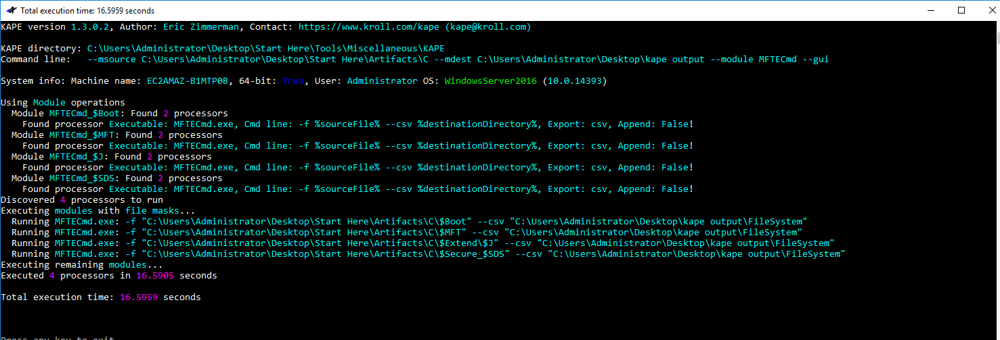 Total execution time: 16.5959 seconds
KAPE version 1.3.0.2, Author: Eric Zimmerman, Contact: https://www.kroll.com/kape (kape@kroll.com)
KAPE directory: C:\Users\Administrator\Desktop\Start Here\Tools\Miscellaneous\KAPE
Command line:   --msource C:\Users\Administrator\Desktop\Start Here\Artifacts\C --mdest C:\Users\Administrator\Desktop\kape output --module MFTECmd --gui
System info: Machine name: EC2AMAZ-B1MTP0B, 64-bit: True, User: Administrator OS: WindowsServer2016 (10.0.14393)
Using Module operations
  Module MFTECmd_$Boot: Found 2 processors
    Found processor Executable: MFTECmd.exe, Cmd line: -f %sourceFile% --csv %destinationDirectory%, Export: csv, Append: False!
  Module MFTECmd_$MFT: Found 2 processors
    Found processor Executable: MFTECmd.exe, Cmd line: -f %sourceFile% --csv %destinationDirectory%, Export: csv, Append: False!
  Module MFTECmd_$J: Found 2 processors
    Found processor Executable: MFTECmd.exe, Cmd line: -f %sourceFile% --csv %destinationDirectory%, Export: csv, Append: False!
  Module MFTECmd_$SDS: Found 2 processors
    Found processor Executable: MFTECmd.exe, Cmd line: -f %sourceFile% --csv %destinationDirectory%, Export: csv, Append: False!
Discovered 4 processors to run
Executing modules with file masks...
  Running MFTECmd.exe: -f "C:\Users\Administrator\Desktop\Start Here\Artifacts\C\$Boot" --csv "C:\Users\Administrator\Desktop\kape output\FileSystem"
  Running MFTECmd.exe: -f "C:\Users\Administrator\Desktop\Start Here\Artifacts\C\$MFT" --csv "C:\Users\Administrator\Desktop\kape output\FileSystem"
  Running MFTECmd.exe: -f "C:\Users\Administrator\Desktop\Start Here\Artifacts\C\$Extend\$J" --csv "C:\Users\Administrator\Desktop\kape output\FileSystem"
  Running MFTECmd.exe: -f "C:\Users\Administrator\Desktop\Start Here\Artifacts\C\$Secure_$SDS" --csv "C:\Users\Administrator\Desktop\kape output\FileSystem"
Executing remaining modules...
Executed 4 processors in 16.5905 seconds
Total execution time: 16.5959 seconds
Press any key to exit